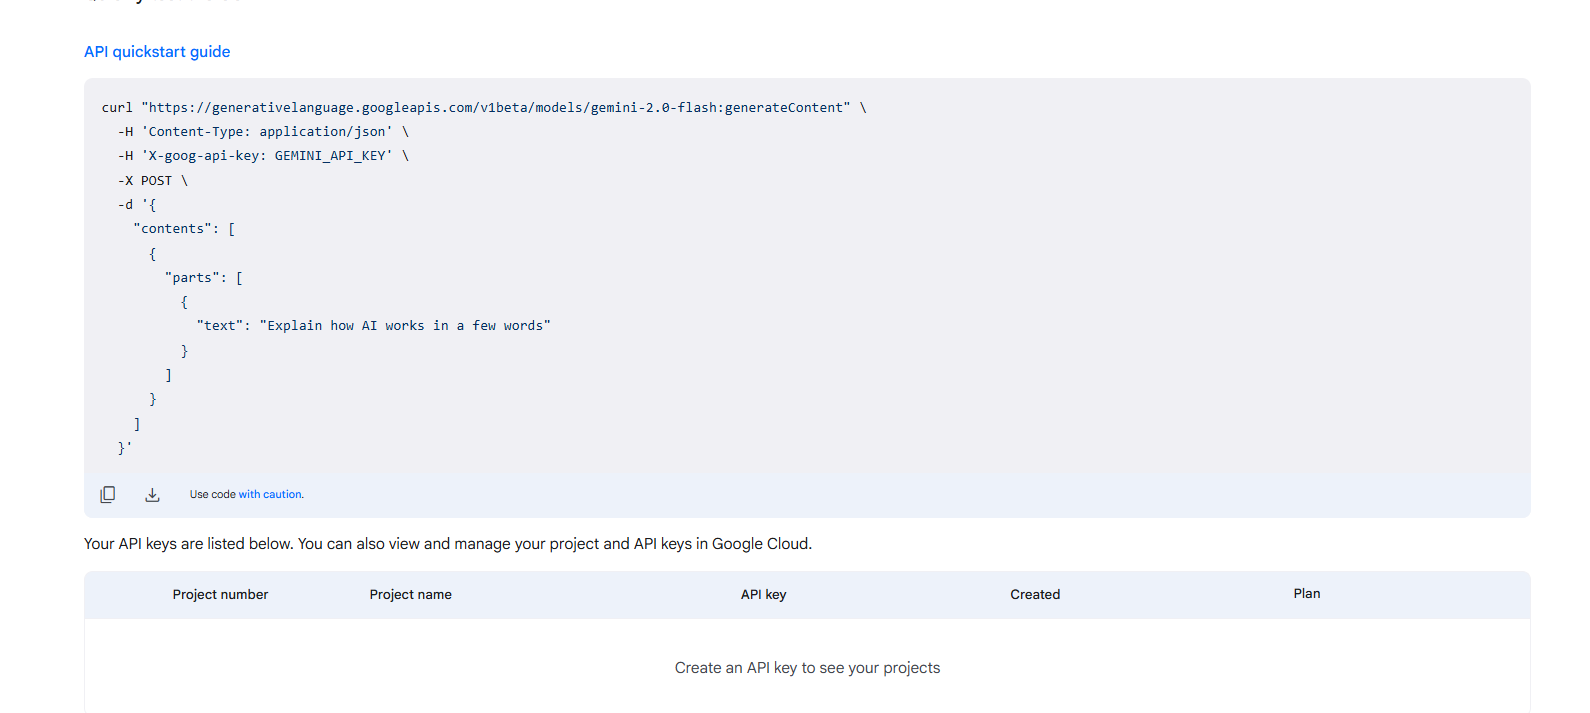 API quickstart guide
curl "https://generativelanguage.googleapis.com/v1beta/models/gemini-2.0-flash:generateContent" \
  -H 'Content-Type: application/json' \
  -H 'X-goog-api-key: GEMINI_API_KEY' \
  -X POST \
  -d '{
    "contents": [
      {
        "parts": [
          {
            "text": "Explain how AI works in a few words"
          }
        ]
      }
    ]
  }'
Use code with caution.
Your API keys are listed below. You can also view and manage your project and API keys in Google Cloud.
Project number Project name API key Created Plan
Create an API key to see your projects